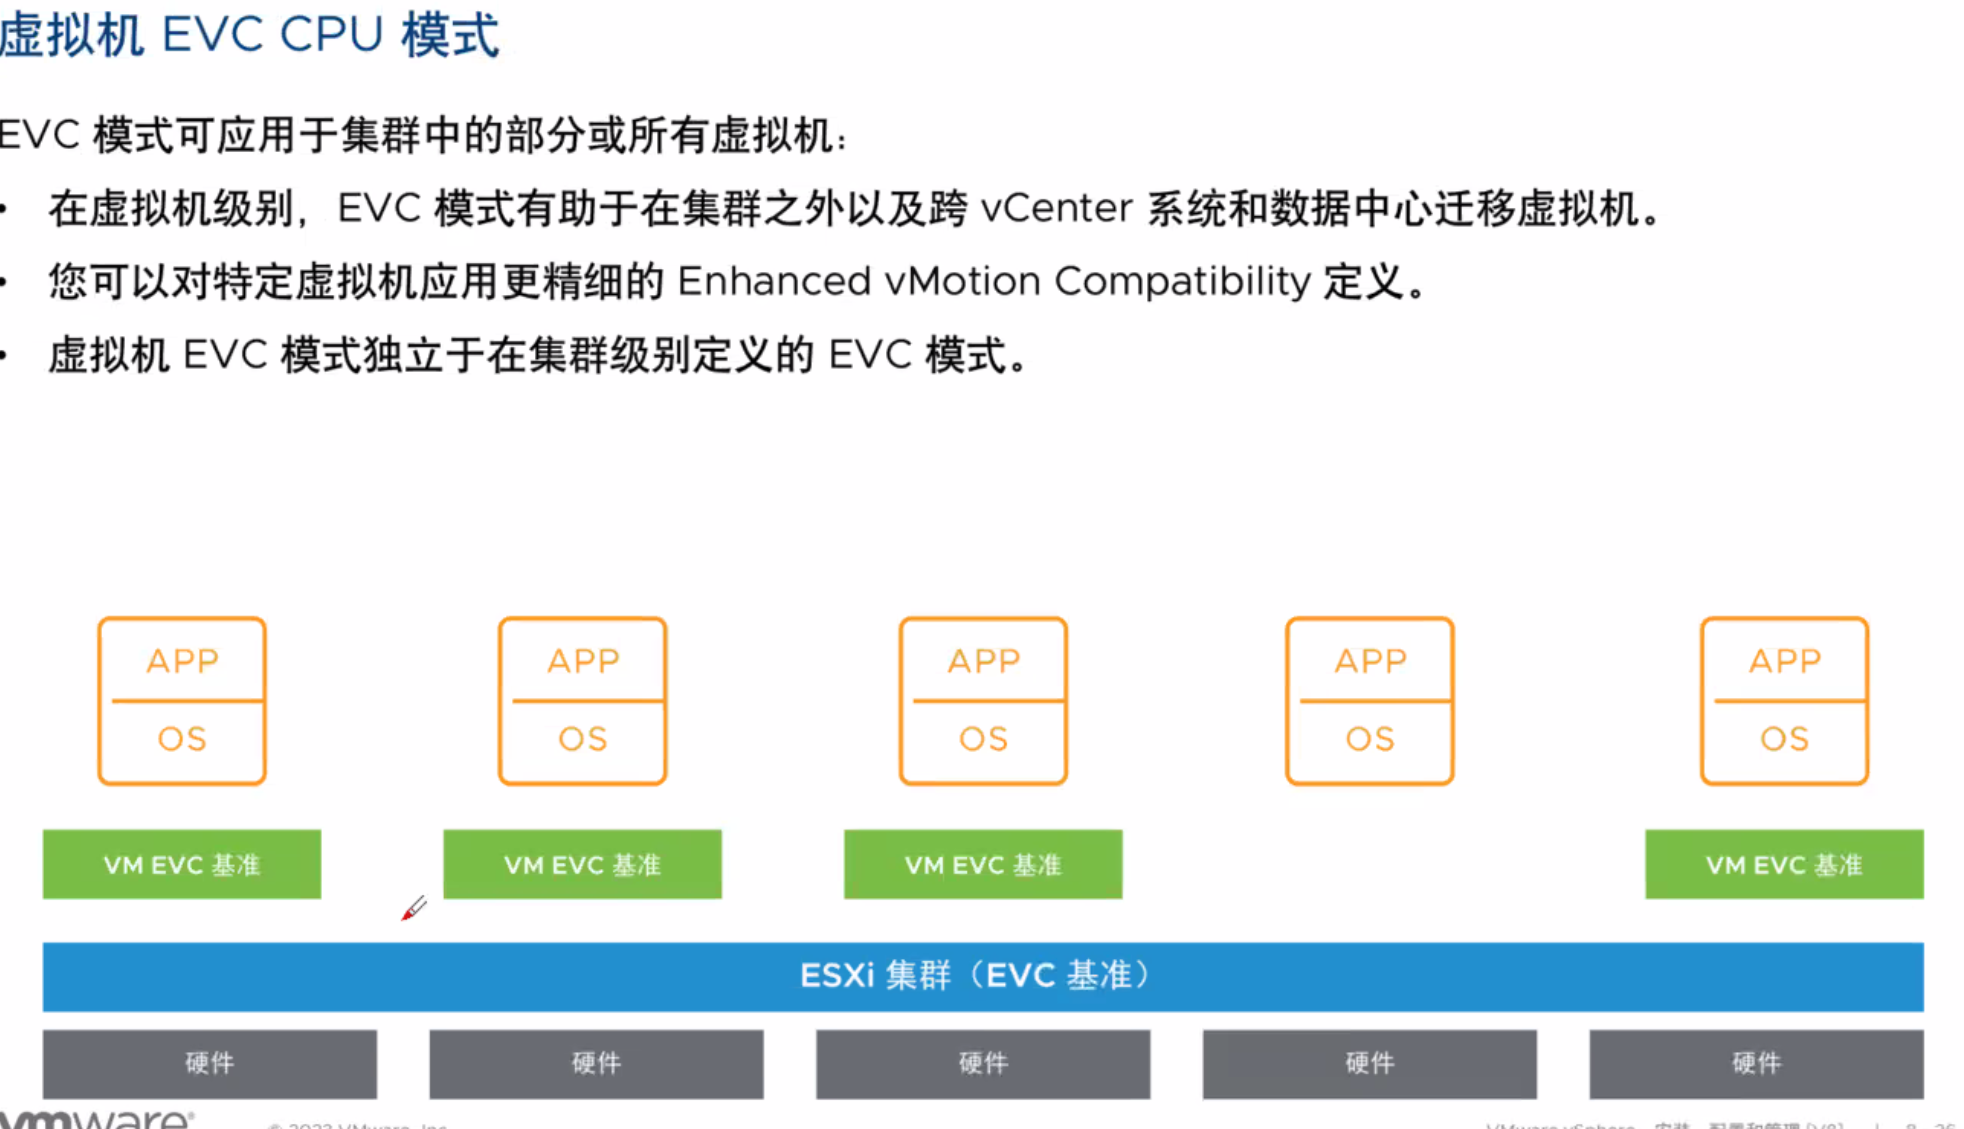 虚拟机 EVC CPU 模式
EVC 模式可应用于集群中的部分或所有虚拟机：
• 在虚拟机级别，EVC 模式有助于在集群之外以及跨 vCenter 系统和数据中心迁移虚拟机。
• 您可以对特定虚拟机应用更精细的 Enhanced vMotion Compatibility 定义。
• 虚拟机 EVC 模式独立于在集群级别定义的 EVC 模式。
APP APP APP APP APP
OS OS OS OS OS
VM EVC 基准 VM EVC 基准 VM EVC 基准 VM EVC 基准
ESXi 集群（EVC 基准）
硬件 硬件 硬件 硬件 硬件
vmware®